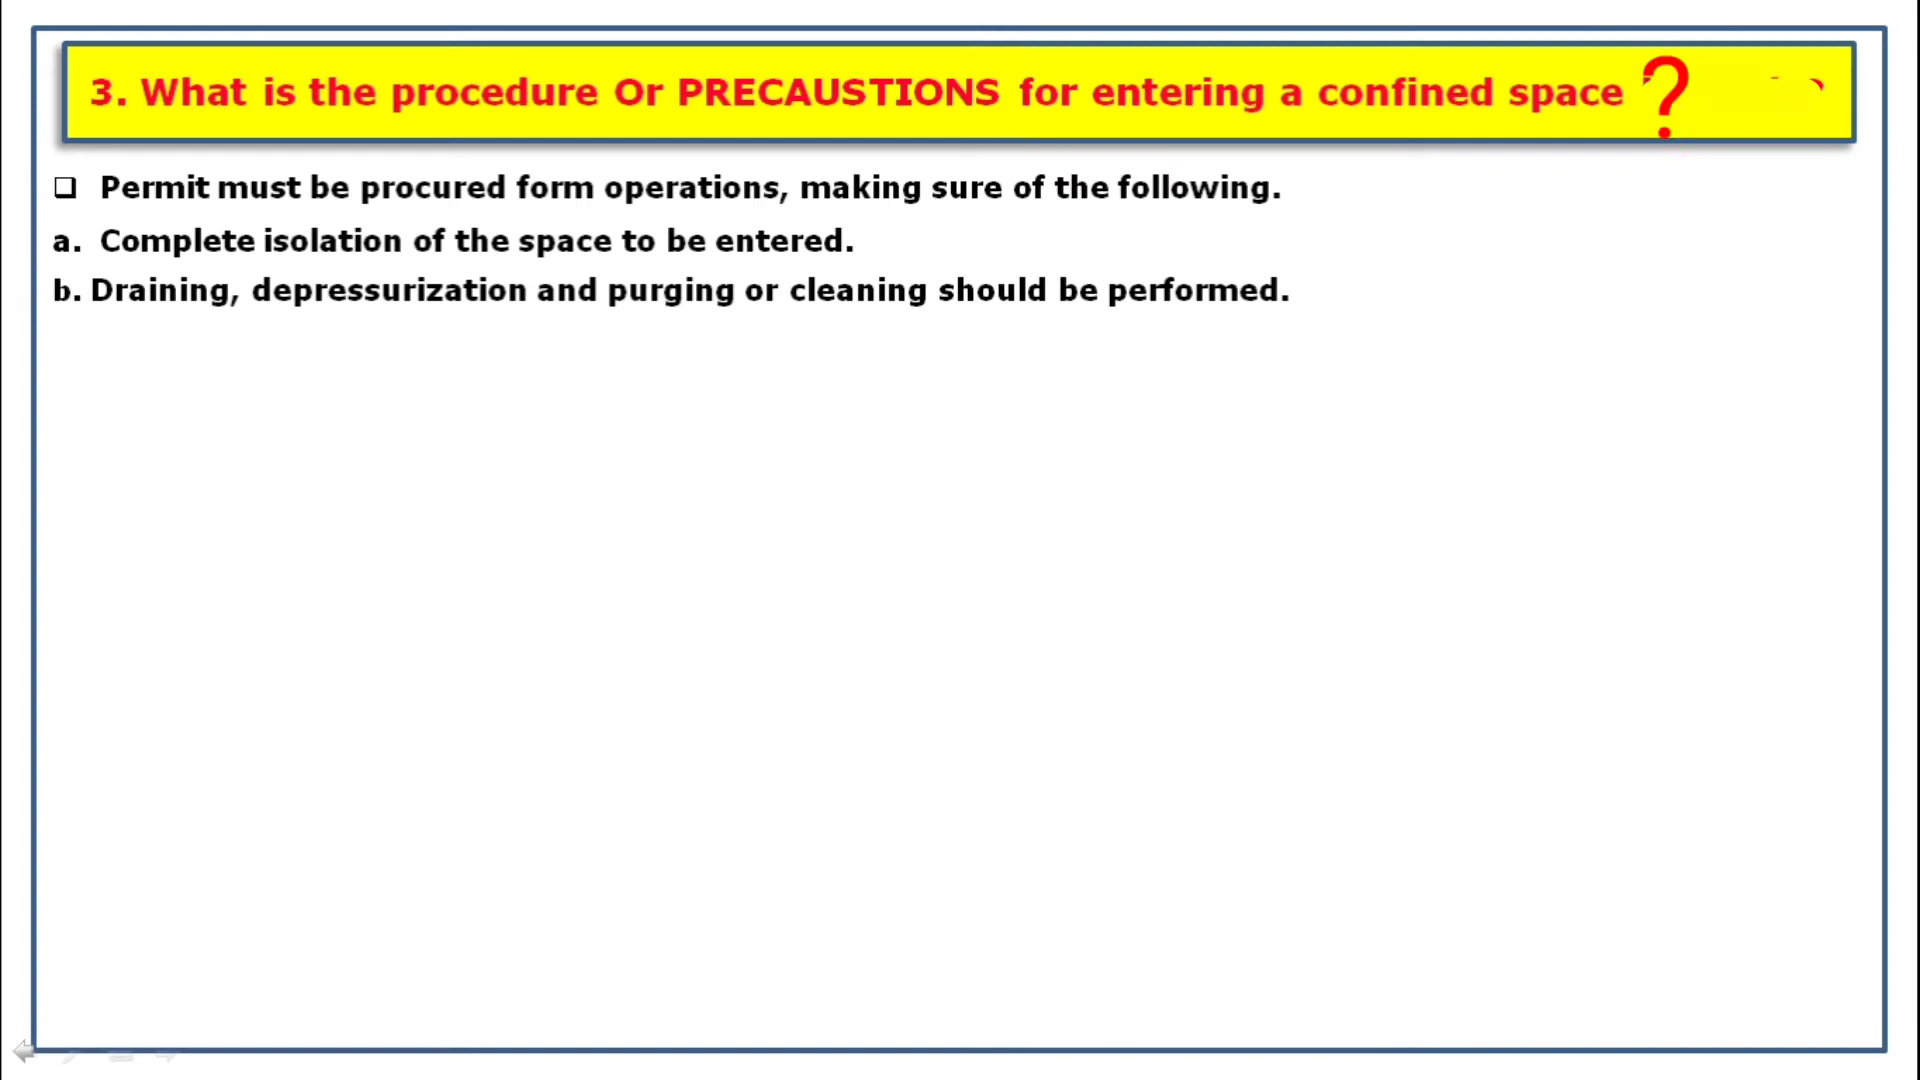 3. What is the procedure Or PRECAUSTIONS for entering a confined space ?
❑ Permit must be procured form operations, making sure of the following.
a. Complete isolation of the space to be entered.
b. Draining, depressurization and purging or cleaning should be performed.